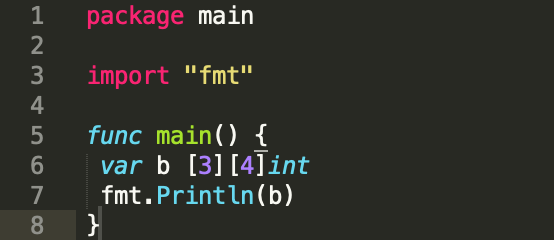 1 package main
2
3 import "fmt"
4
5 func main() {
6 var b [3][4]int
7 fmt.Println(b)
8 }